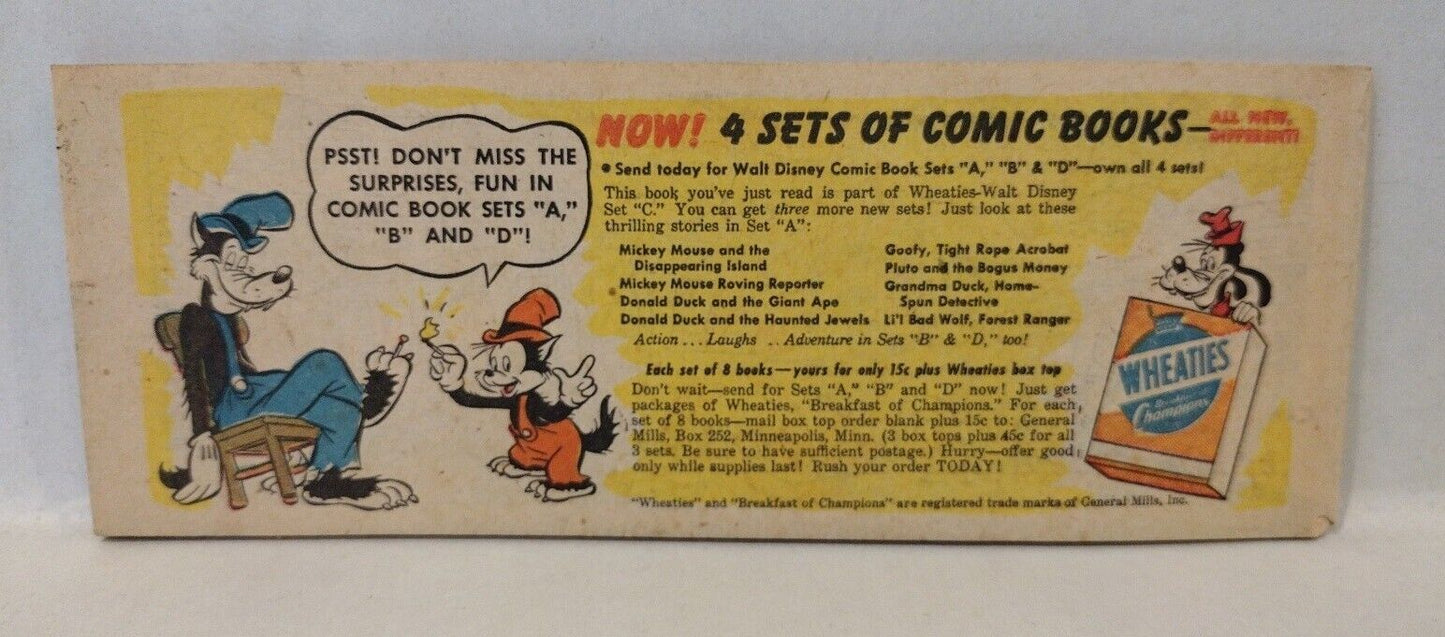 PSST! DON'T MISS THE
SURPRISES, FUN IN
COMIC BOOK SETS "A,"
"B" AND "D"!
NOW! 4 SETS OF COMIC BOOKS—
ALL NEW,
DIFFERENT!
• Send today for Walt Disney Comic Book Sets "A," "B" & "D"—own all 4 sets!
This book you've just read is part of Wheaties-Walt Disney
Set "C." You can get three more new sets! Just look at these
thrilling stories in Set "A":
Mickey Mouse and the
Disappearing Island
Mickey Mouse Roving Reporter
Donald Duck and the Giant Ape
Donald Duck and the Haunted Jewels
Goofy, Tight Rope Acrobat
Pluto and the Bogus Money
Grandma Duck, Home-
Spun Detective
Li'l Bad Wolf, Forest Ranger
Action . . . Laughs . . Adventure in Sets "B" & "D," too!
Each set of 8 books—yours for only 15c plus Wheaties box top
Don't wait—send for Sets "A," "B" and "D" now! Just get
packages of Wheaties, "Breakfast of Champions." For each
set of 8 books—mail box top order blank plus 15c to: General
Mills, Box 252, Minneapolis, Minn. (3 box tops plus 45c for all
3 sets. Be sure to have sufficient postage.) Hurry—offer good
only while supplies last! Rush your order TODAY!
"Wheaties" and "Breakfast of Champions" are registered trade marks of General Mills, Inc.
WHEATIES
Breakfast of
Champions